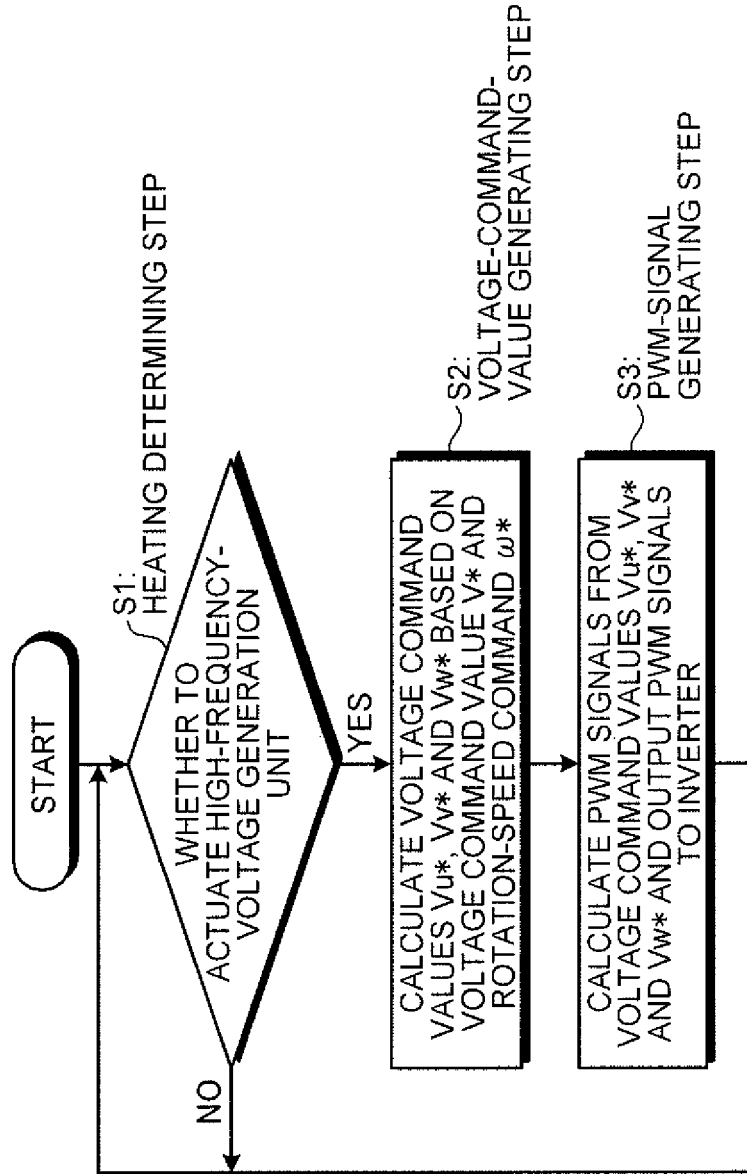 START
S1:
HEATING DETERMINING STEP
WHETHER TO
ACTUATE HIGH-FREQUENCY-
VOLTAGE GENERATION
UNIT
NO
YES
S2:
VOLTAGE-COMMAND-
VALUE GENERATING STEP
CALCULATE VOLTAGE COMMAND
VALUES Vu*, Vv* AND Vw* BASED ON
VOLTAGE COMMAND VALUE V* AND
ROTATION-SPEED COMMAND ω*
S3:
PWM-SIGNAL
GENERATING STEP
CALCULATE PWM SIGNALS FROM
VOLTAGE COMMAND VALUES Vu*, Vv*
AND Vw* AND OUTPUT PWM SIGNALS
TO INVERTER